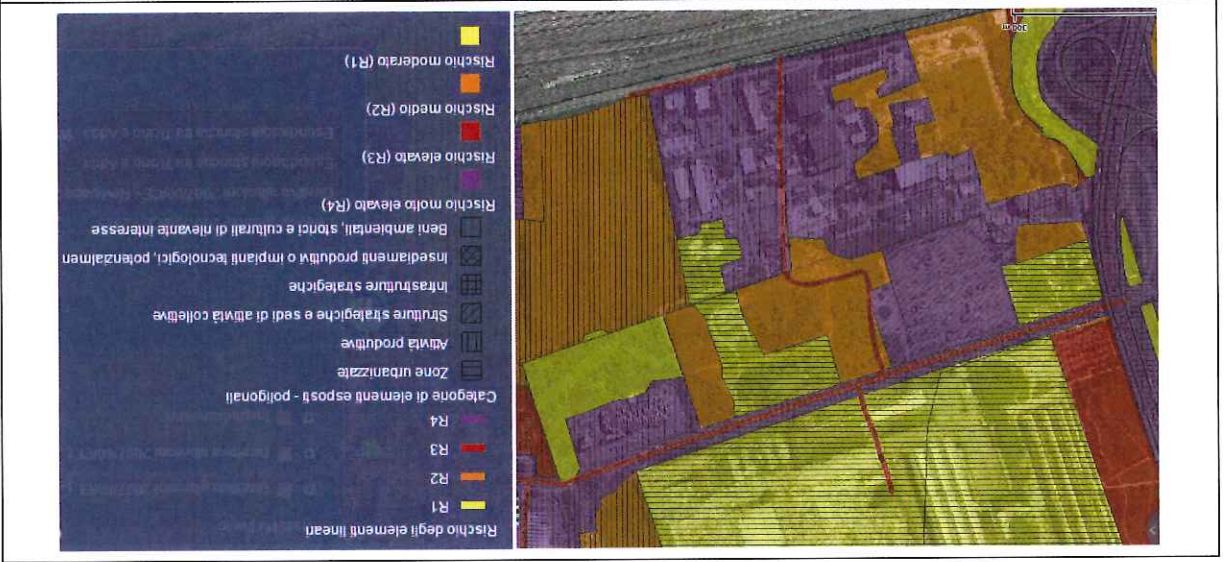 Rischio degli elementi lineari
R1
R2
R3
R4
Categorie di elementi esposti - poligonali
Zone urbanizzate
Attività produttive
Strutture strategiche e sedi di attività collettive
Infrastrutture strategiche
Insediamenti produttivi o impianti tecnologici, potenzialmen
Beni ambientali, storici e culturali di rilevante interesse
Rischio molto elevato (R4)
Rischio elevato (R3)
Rischio medio (R2)
Rischio moderato (R1)
300 m